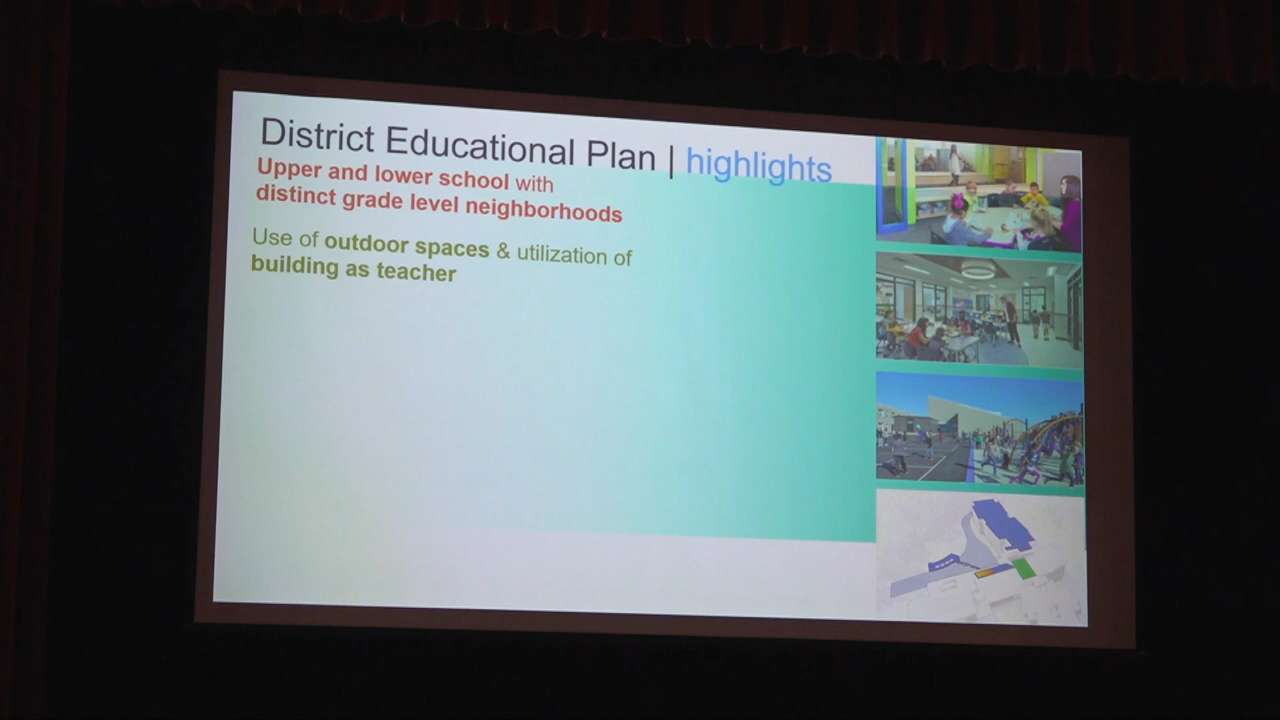 District Educational Plan | highlights
Upper and lower school with
distinct grade level neighborhoods
Use of outdoor spaces & utilization of
building as teacher